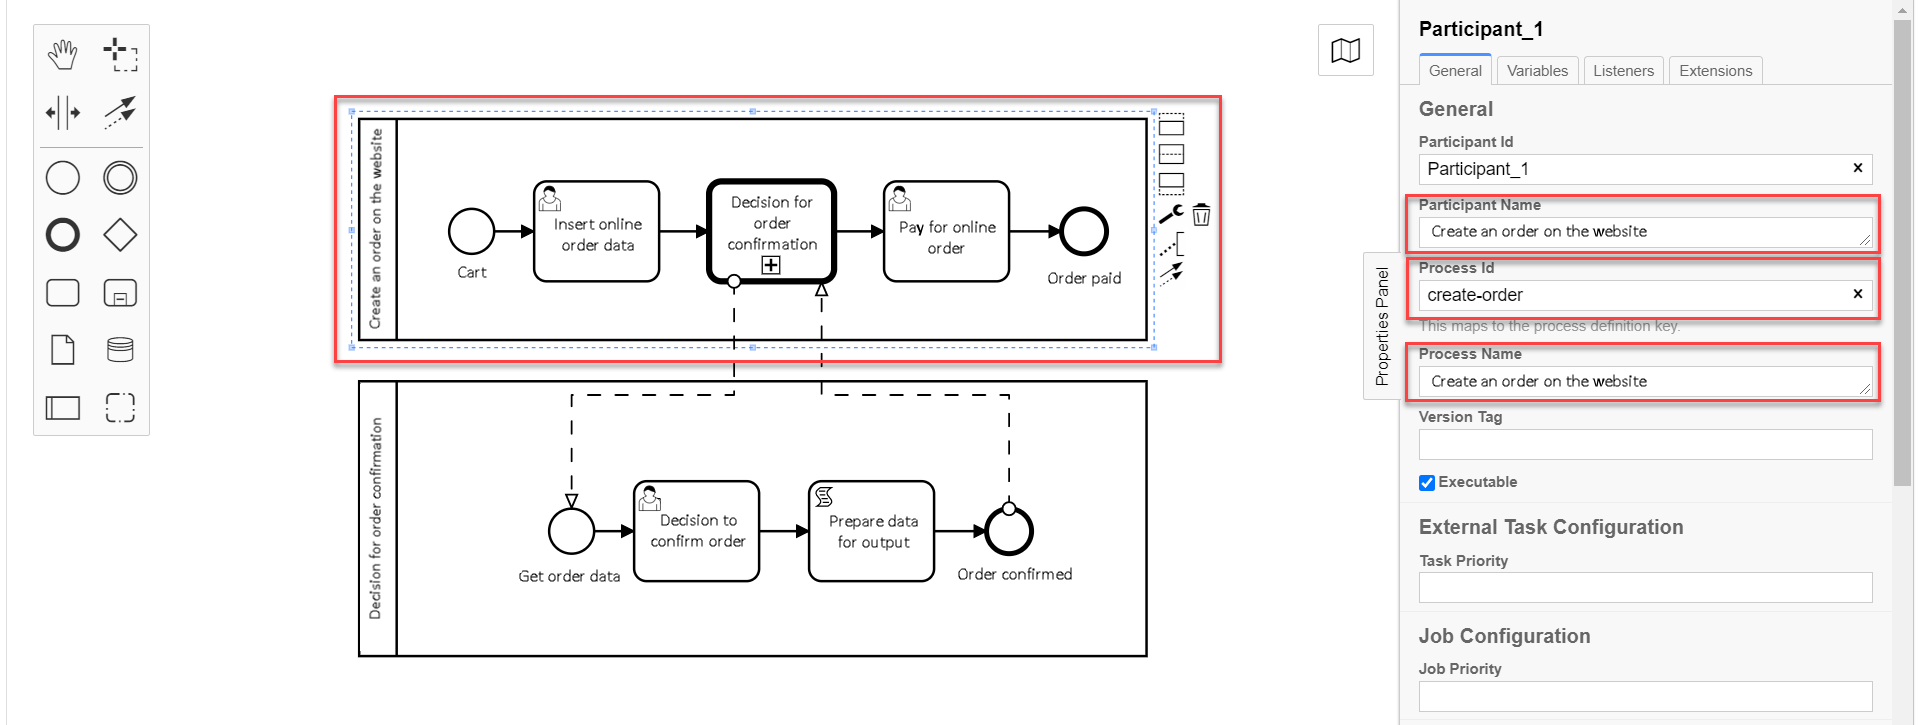 Create an order on the website
Cart
Insert online
order data
Decision for
order
confirmation
Pay for online
order
Order paid
Decision for order confirmation
Get order data
Decision to
confirm order
Prepare data
for output
Order confirmed
Properties Panel
Participant_1
General
Variables
Listeners
Extensions
General
Participant Id
Participant_1
Participant Name
Create an order on the website
Process Id
create-order
This maps to the process definition key.
Process Name
Create an order on the website
Version Tag
Executable
External Task Configuration
Task Priority
Job Configuration
Job Priority